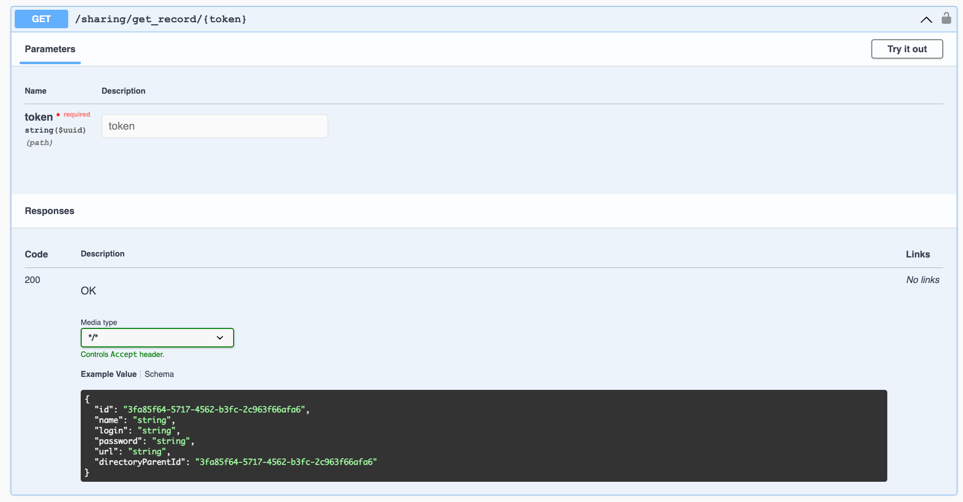 GET /sharing/get_record/{token}
Parameters
Try it out
Name Description
token * required
string($uuid)
(path)
token
Responses
Code Description Links
200
OK
No links
Media type
*/*
Controls Accept header.
Example Value Schema
{
"id": "3fa85f64-5717-4562-b3fc-2c963f66afa6",
"name": "string",
"login": "string",
"password": "string",
"url": "string",
"directoryParentId": "3fa85f64-5717-4562-b3fc-2c963f66afa6"
}